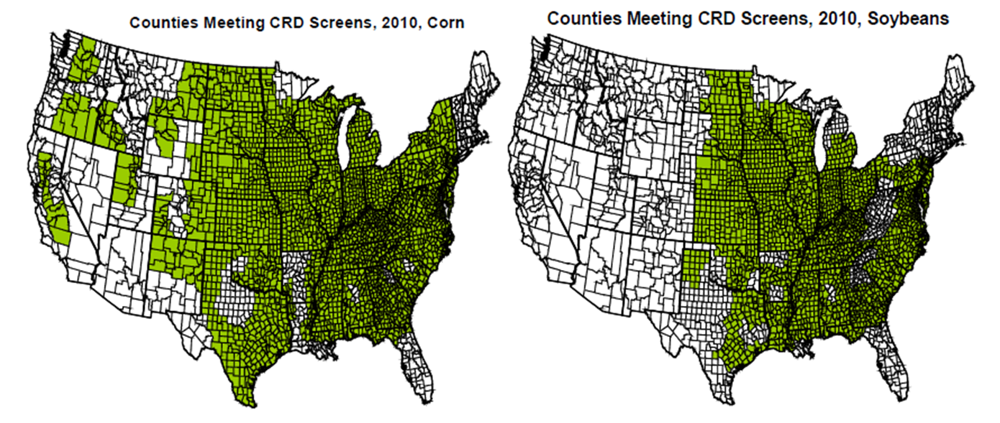 Counties Meeting CRD Screens, 2010, Corn
Counties Meeting CRD Screens, 2010, Soybeans